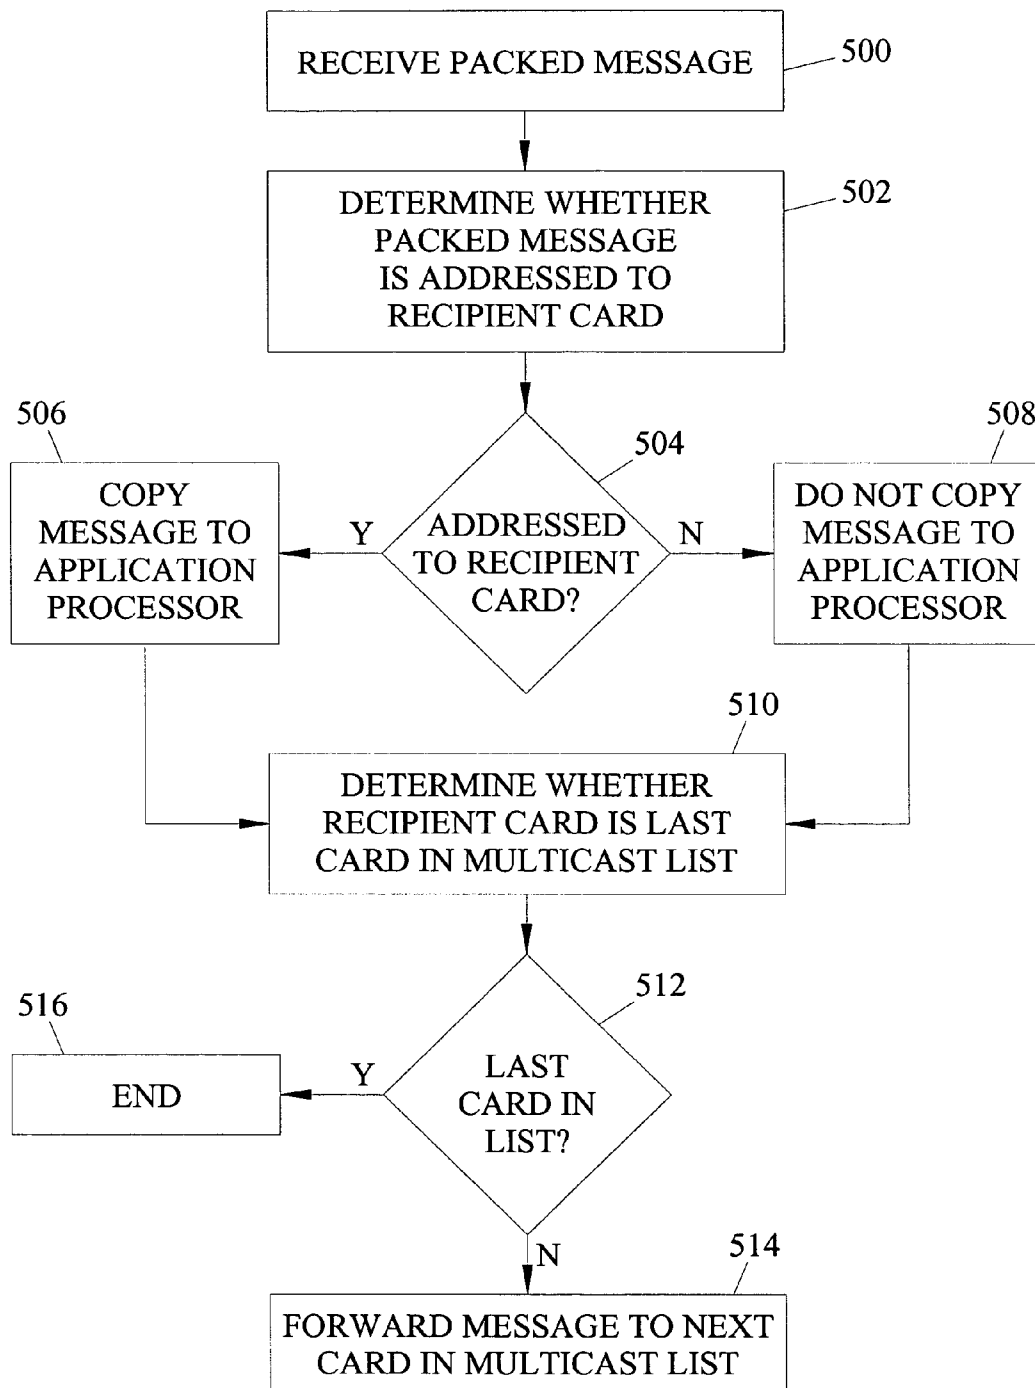 RECEIVE PACKED MESSAGE
500
DETERMINE WHETHER
PACKED MESSAGE
IS ADDRESSED TO
RECIPIENT CARD
502
506
504
508
COPY
MESSAGE TO
APPLICATION
PROCESSOR
Y
ADDRESSED
TO RECIPIENT
CARD?
N
DO NOT COPY
MESSAGE TO
APPLICATION
PROCESSOR
510
DETERMINE WHETHER
RECIPIENT CARD IS LAST
CARD IN MULTICAST LIST
512
516
END
Y
LAST
CARD IN
LIST?
N
514
FORWARD MESSAGE TO NEXT
CARD IN MULTICAST LIST